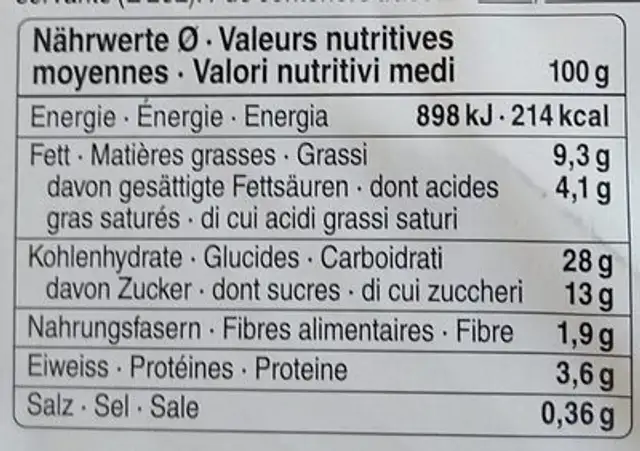 Nährwerte Ø · Valeurs nutritives
moyennes · Valori nutritivi medi 100 g
Energie · Énergie · Energia 898 kJ · 214 kcal
Fett · Matières grasses · Grassi 9,3 g
davon gesättigte Fettsäuren · dont acides 4,1 g
gras saturés · di cui acidi grassi saturi
Kohlenhydrate · Glucides · Carboidrati 28 g
davon Zucker · dont sucres · di cui zuccheri 13 g
Nahrungsfasern · Fibres alimentaires · Fibre 1,9 g
Eiweiss · Protéines · Proteine 3,6 g
Salz · Sel · Sale 0,36 g